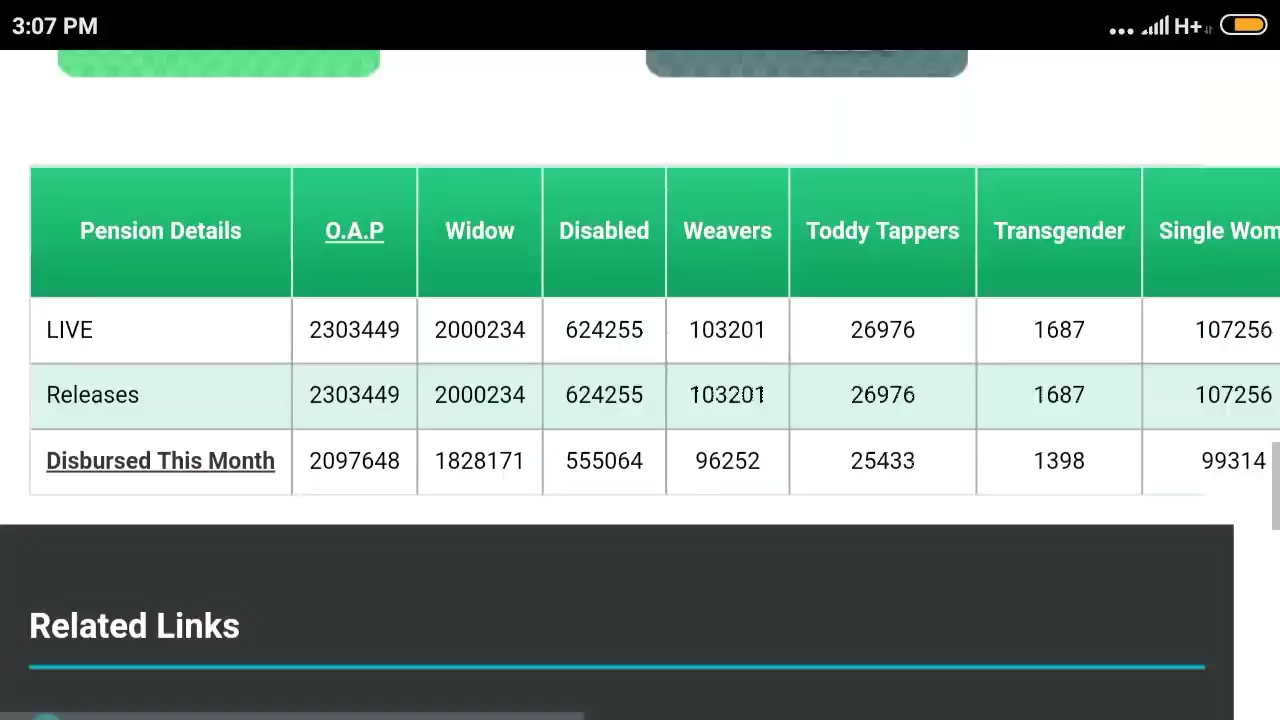 3:07 PM
H+
Pension Details O.A.P Widow Disabled Weavers Toddy Tappers Transgender Single Wom
LIVE 2303449 2000234 624255 103201 26976 1687 107256
Releases 2303449 2000234 624255 103201 26976 1687 107256
Disbursed This Month 2097648 1828171 555064 96252 25433 1398 99314
Related Links